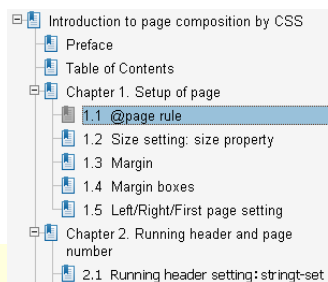 Introduction to page composition by CSS
Preface
Table of Contents
Chapter 1. Setup of page
1.1 @page rule
1.2 Size setting: size property
1.3 Margin
1.4 Margin boxes
1.5 Left/Right/First page setting
Chapter 2. Running header and page
number
2.1 Running header setting:stringt-set